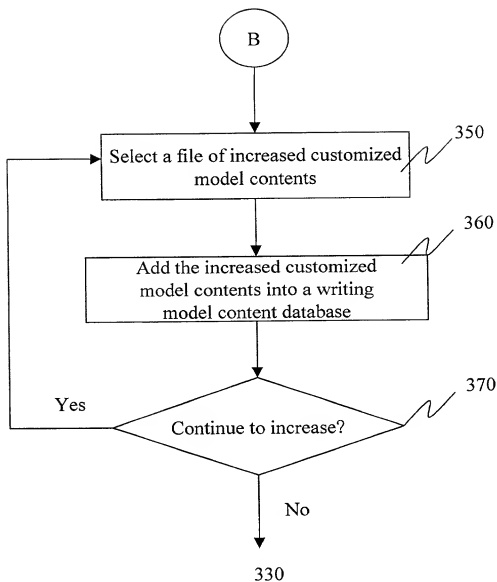 B
350
Select a file of increased customized
model contents
360
Add the increased customized
model contents into a writing
model content database
370
Yes
Continue to increase?
No
330